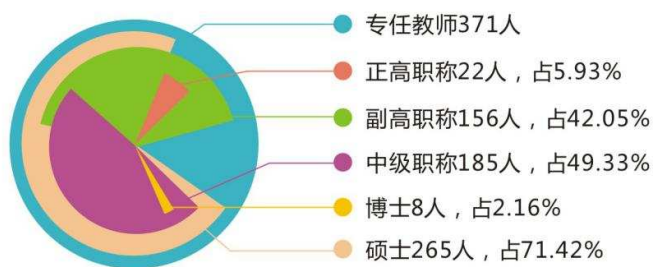 专任教师371人
正高职称22人，占5.93%
副高职称156人，占42.05%
中级职称185人，占49.33%
博士8人，占2.16%
硕士265人，占71.42%